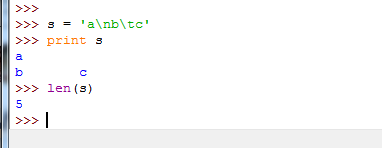 >>>
>>> s = 'a\nb\tc'
>>> print s
a
b       c
>>> len(s)
5
>>>